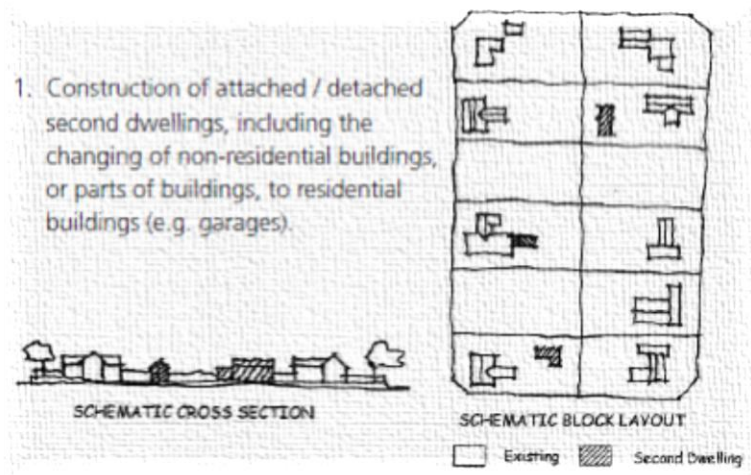 1. Construction of attached / detached
second dwellings, including the
changing of non-residential buildings,
or parts of buildings, to residential
buildings (e.g. garages).
SCHEMATIC CROSS SECTION
SCHEMATIC BLOCK LAYOUT
Existing
Second Dwelling